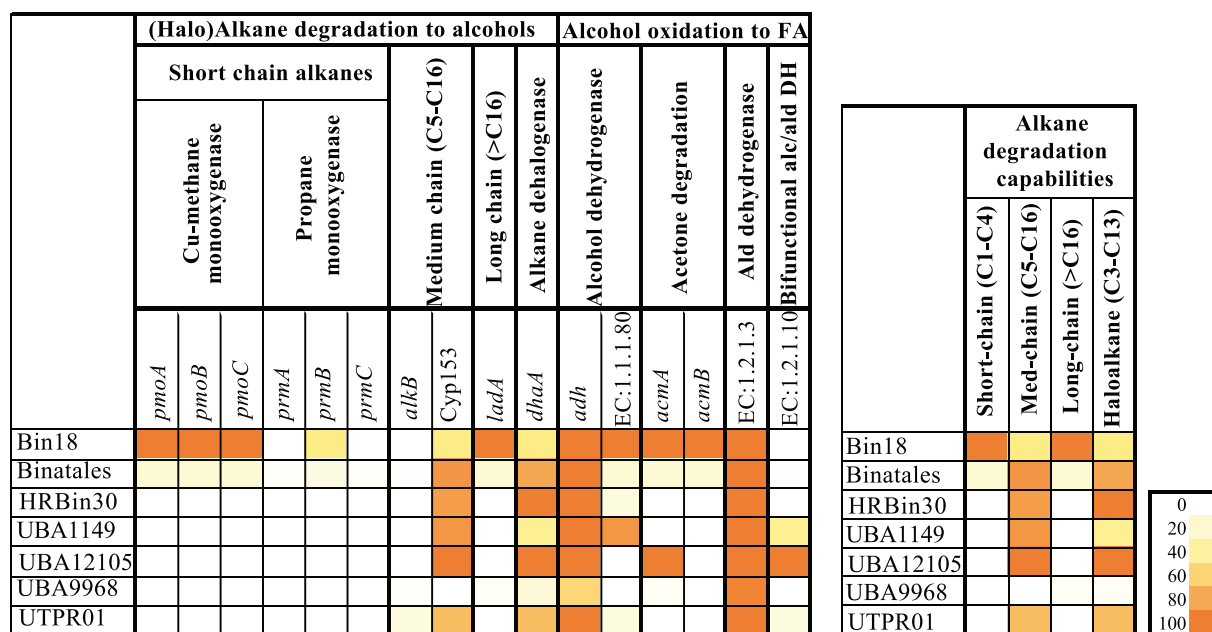 (Halo)Alkane degradation to alcohols
Alcohol oxidation to FA
Short chain alkanes
Cu-methane
monooxygenase
Propane
monooxygenase
Medium chain (C5-C16)
Long chain (>C16)
Alkane dehalogenase
Alcohol dehydrogenase
Acetone degradation
Ald dehydrogenase
Bifunctional alc/ald DH
pmoA
pmoB
pmoC
prmA
prmB
prmC
alkB
Cyp153
ladA
dhaA
adh
EC:1.1.1.80
acmA
acmB
EC:1.2.1.3
EC:1.2.1.10
Bin18
Binatales
HRBin30
UBA1149
UBA12105
UBA9968
UTPR01
Alkane
degradation
capabilities
Short-chain (C1-C4)
Med-chain (C5-C16)
Long-chain (>C16)
Haloalkane (C3-C13)
Bin18
Binatales
HRBin30
UBA1149
UBA12105
UBA9968
UTPR01
0
20
40
60
80
100